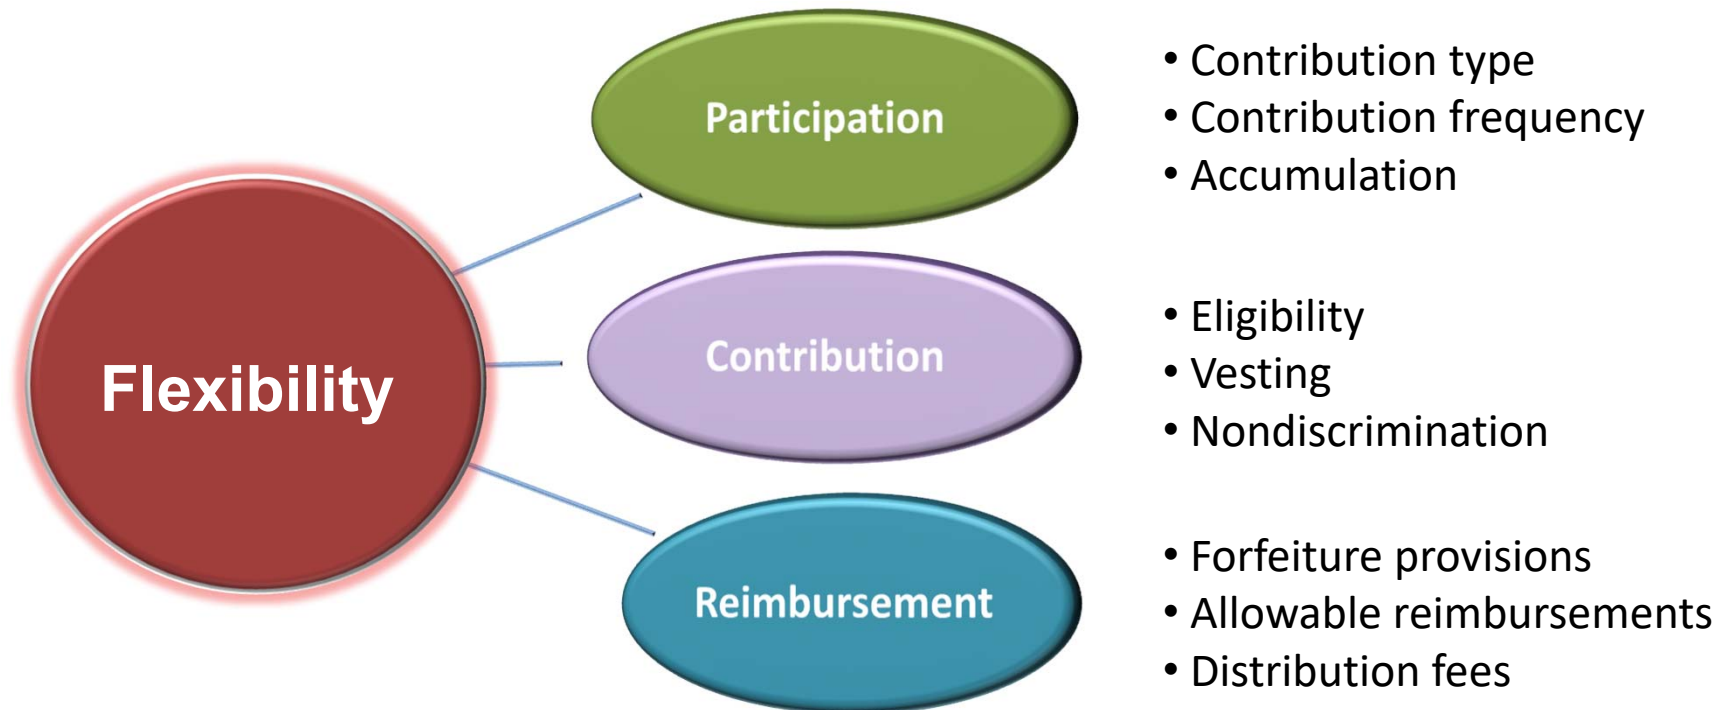 Flexibility
Participation
• Contribution type
• Contribution frequency
• Accumulation
Contribution
• Eligibility
• Vesting
• Nondiscrimination
Reimbursement
• Forfeiture provisions
• Allowable reimbursements
• Distribution fees